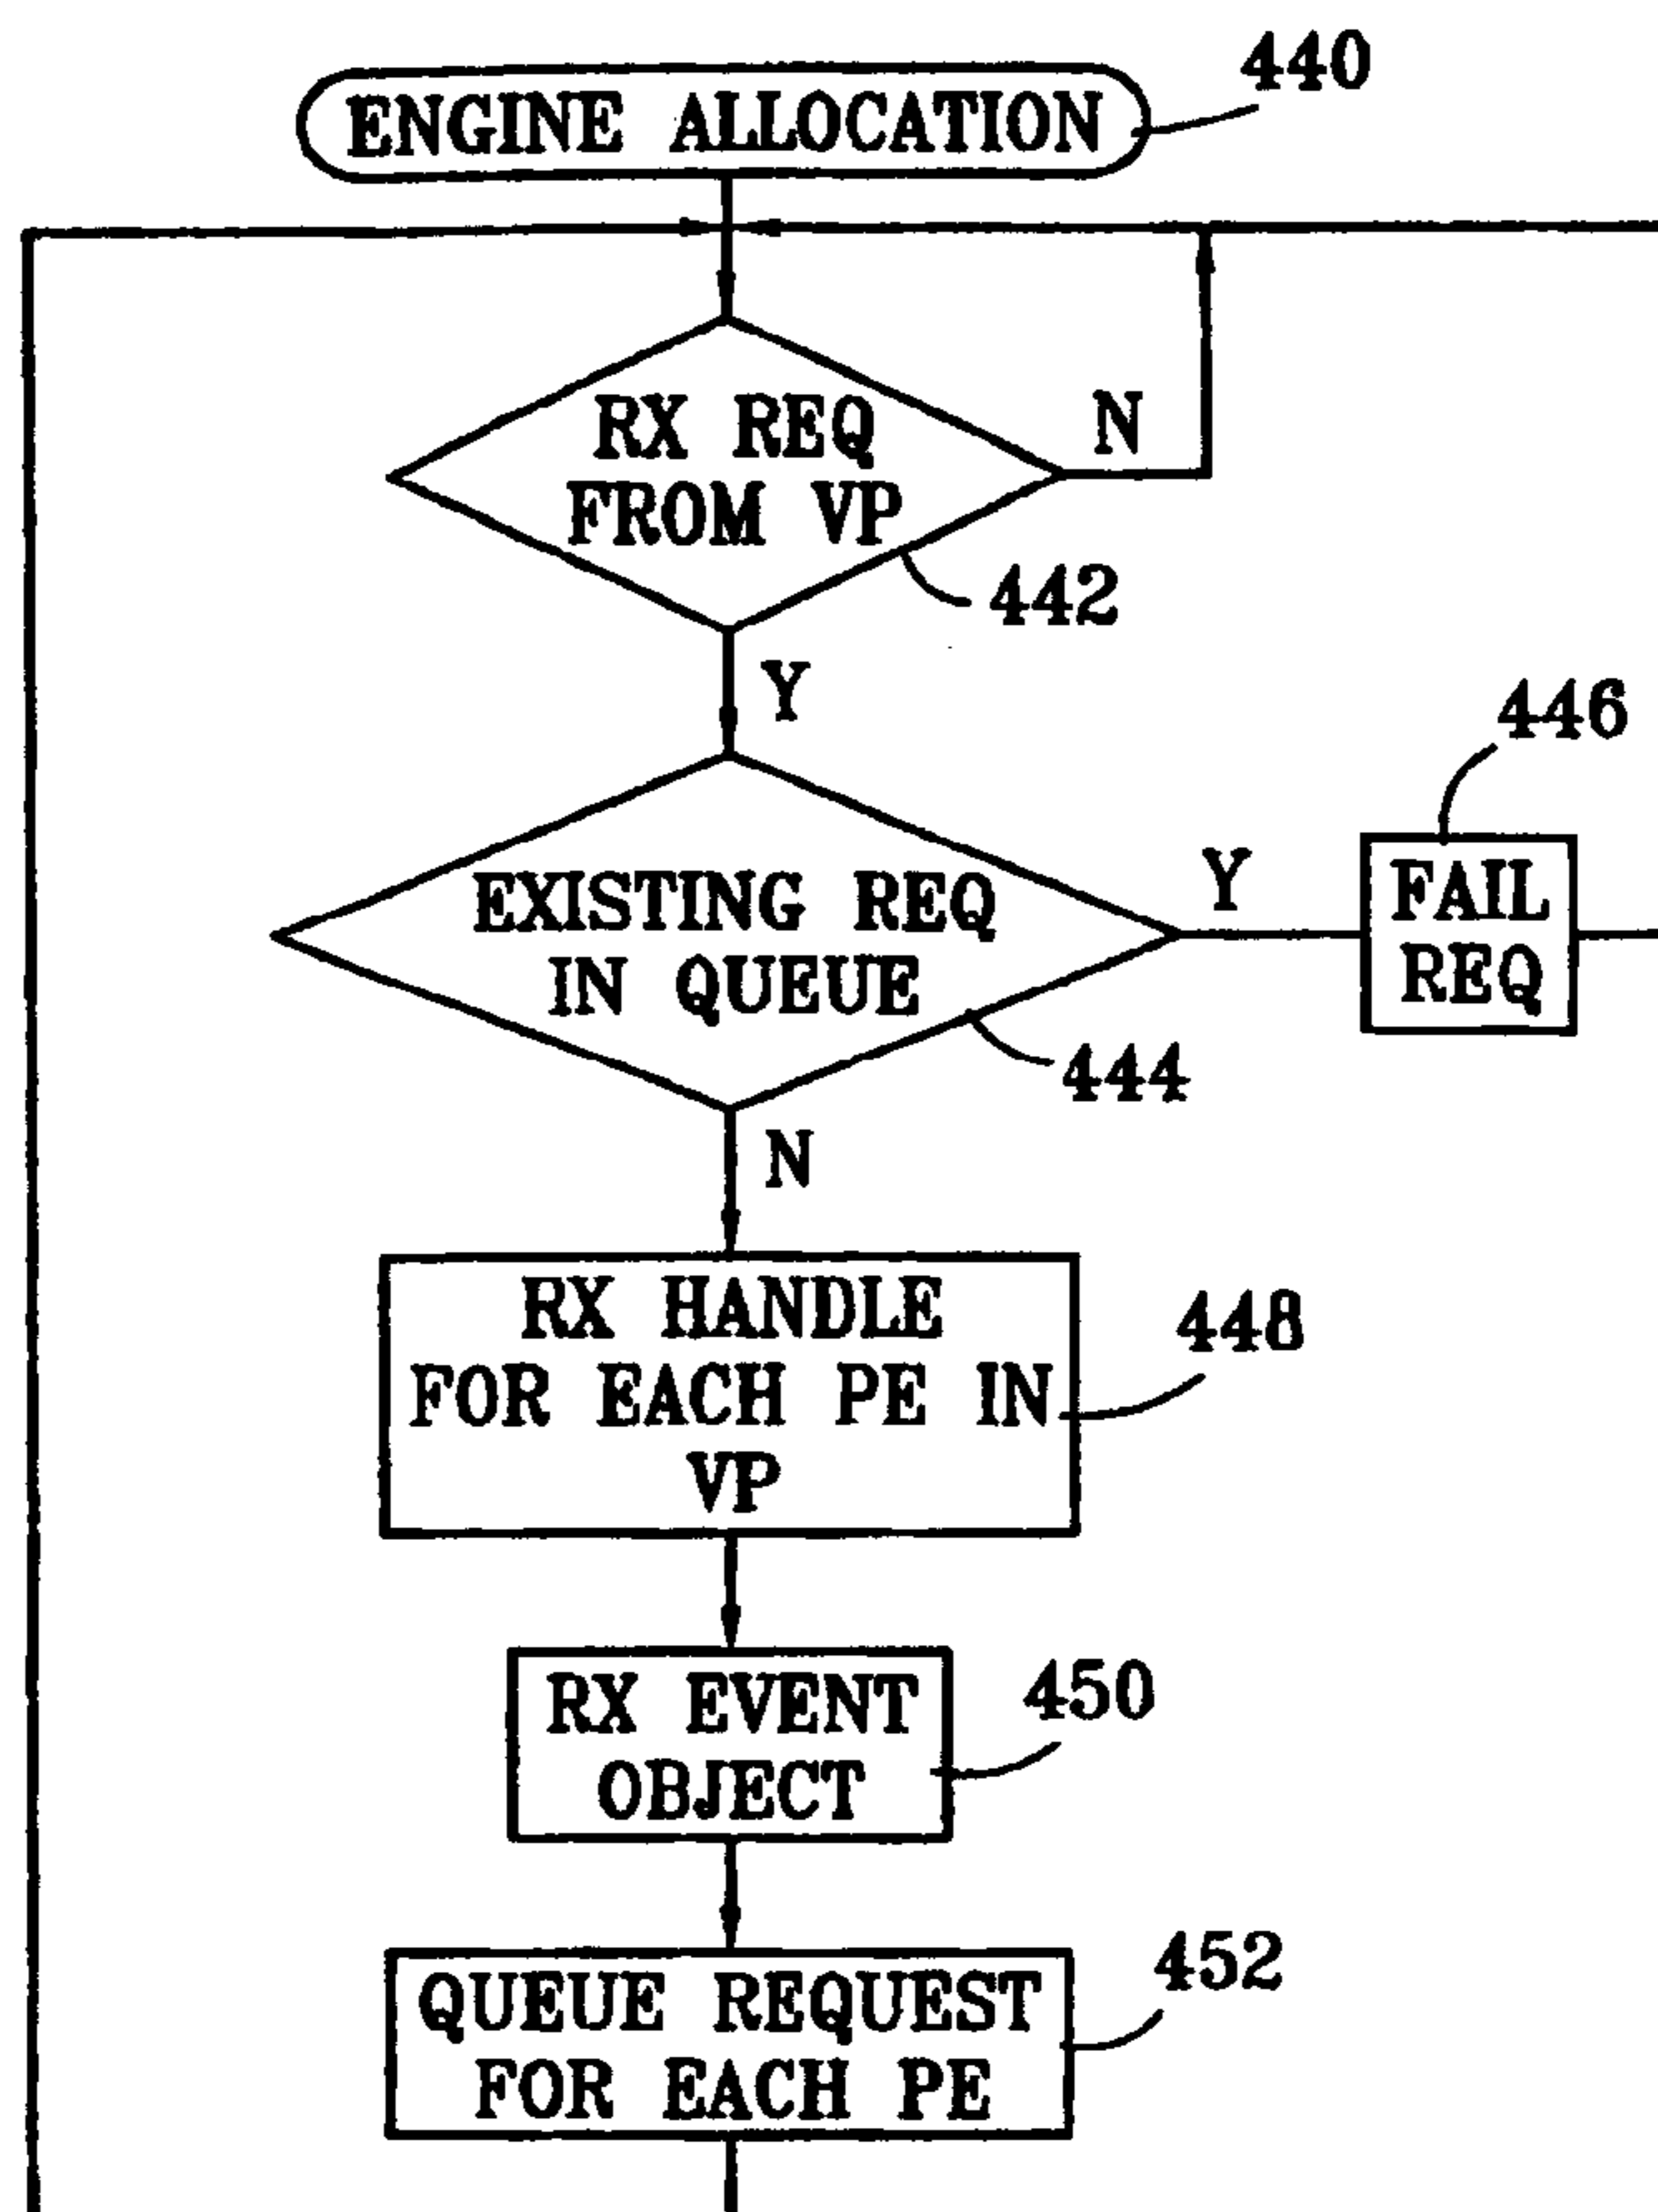 440
ENGINE ALLOCATION
RX REQ
FROM VP
N
442
Y
446
EXISTING REQ
IN QUEUE
Y
FAIL
REQ
444
N
RX HANDLE
FOR EACH PE IN
VP
448
RX EVENT
OBJECT
450
QUEUE REQUEST
FOR EACH PE
452